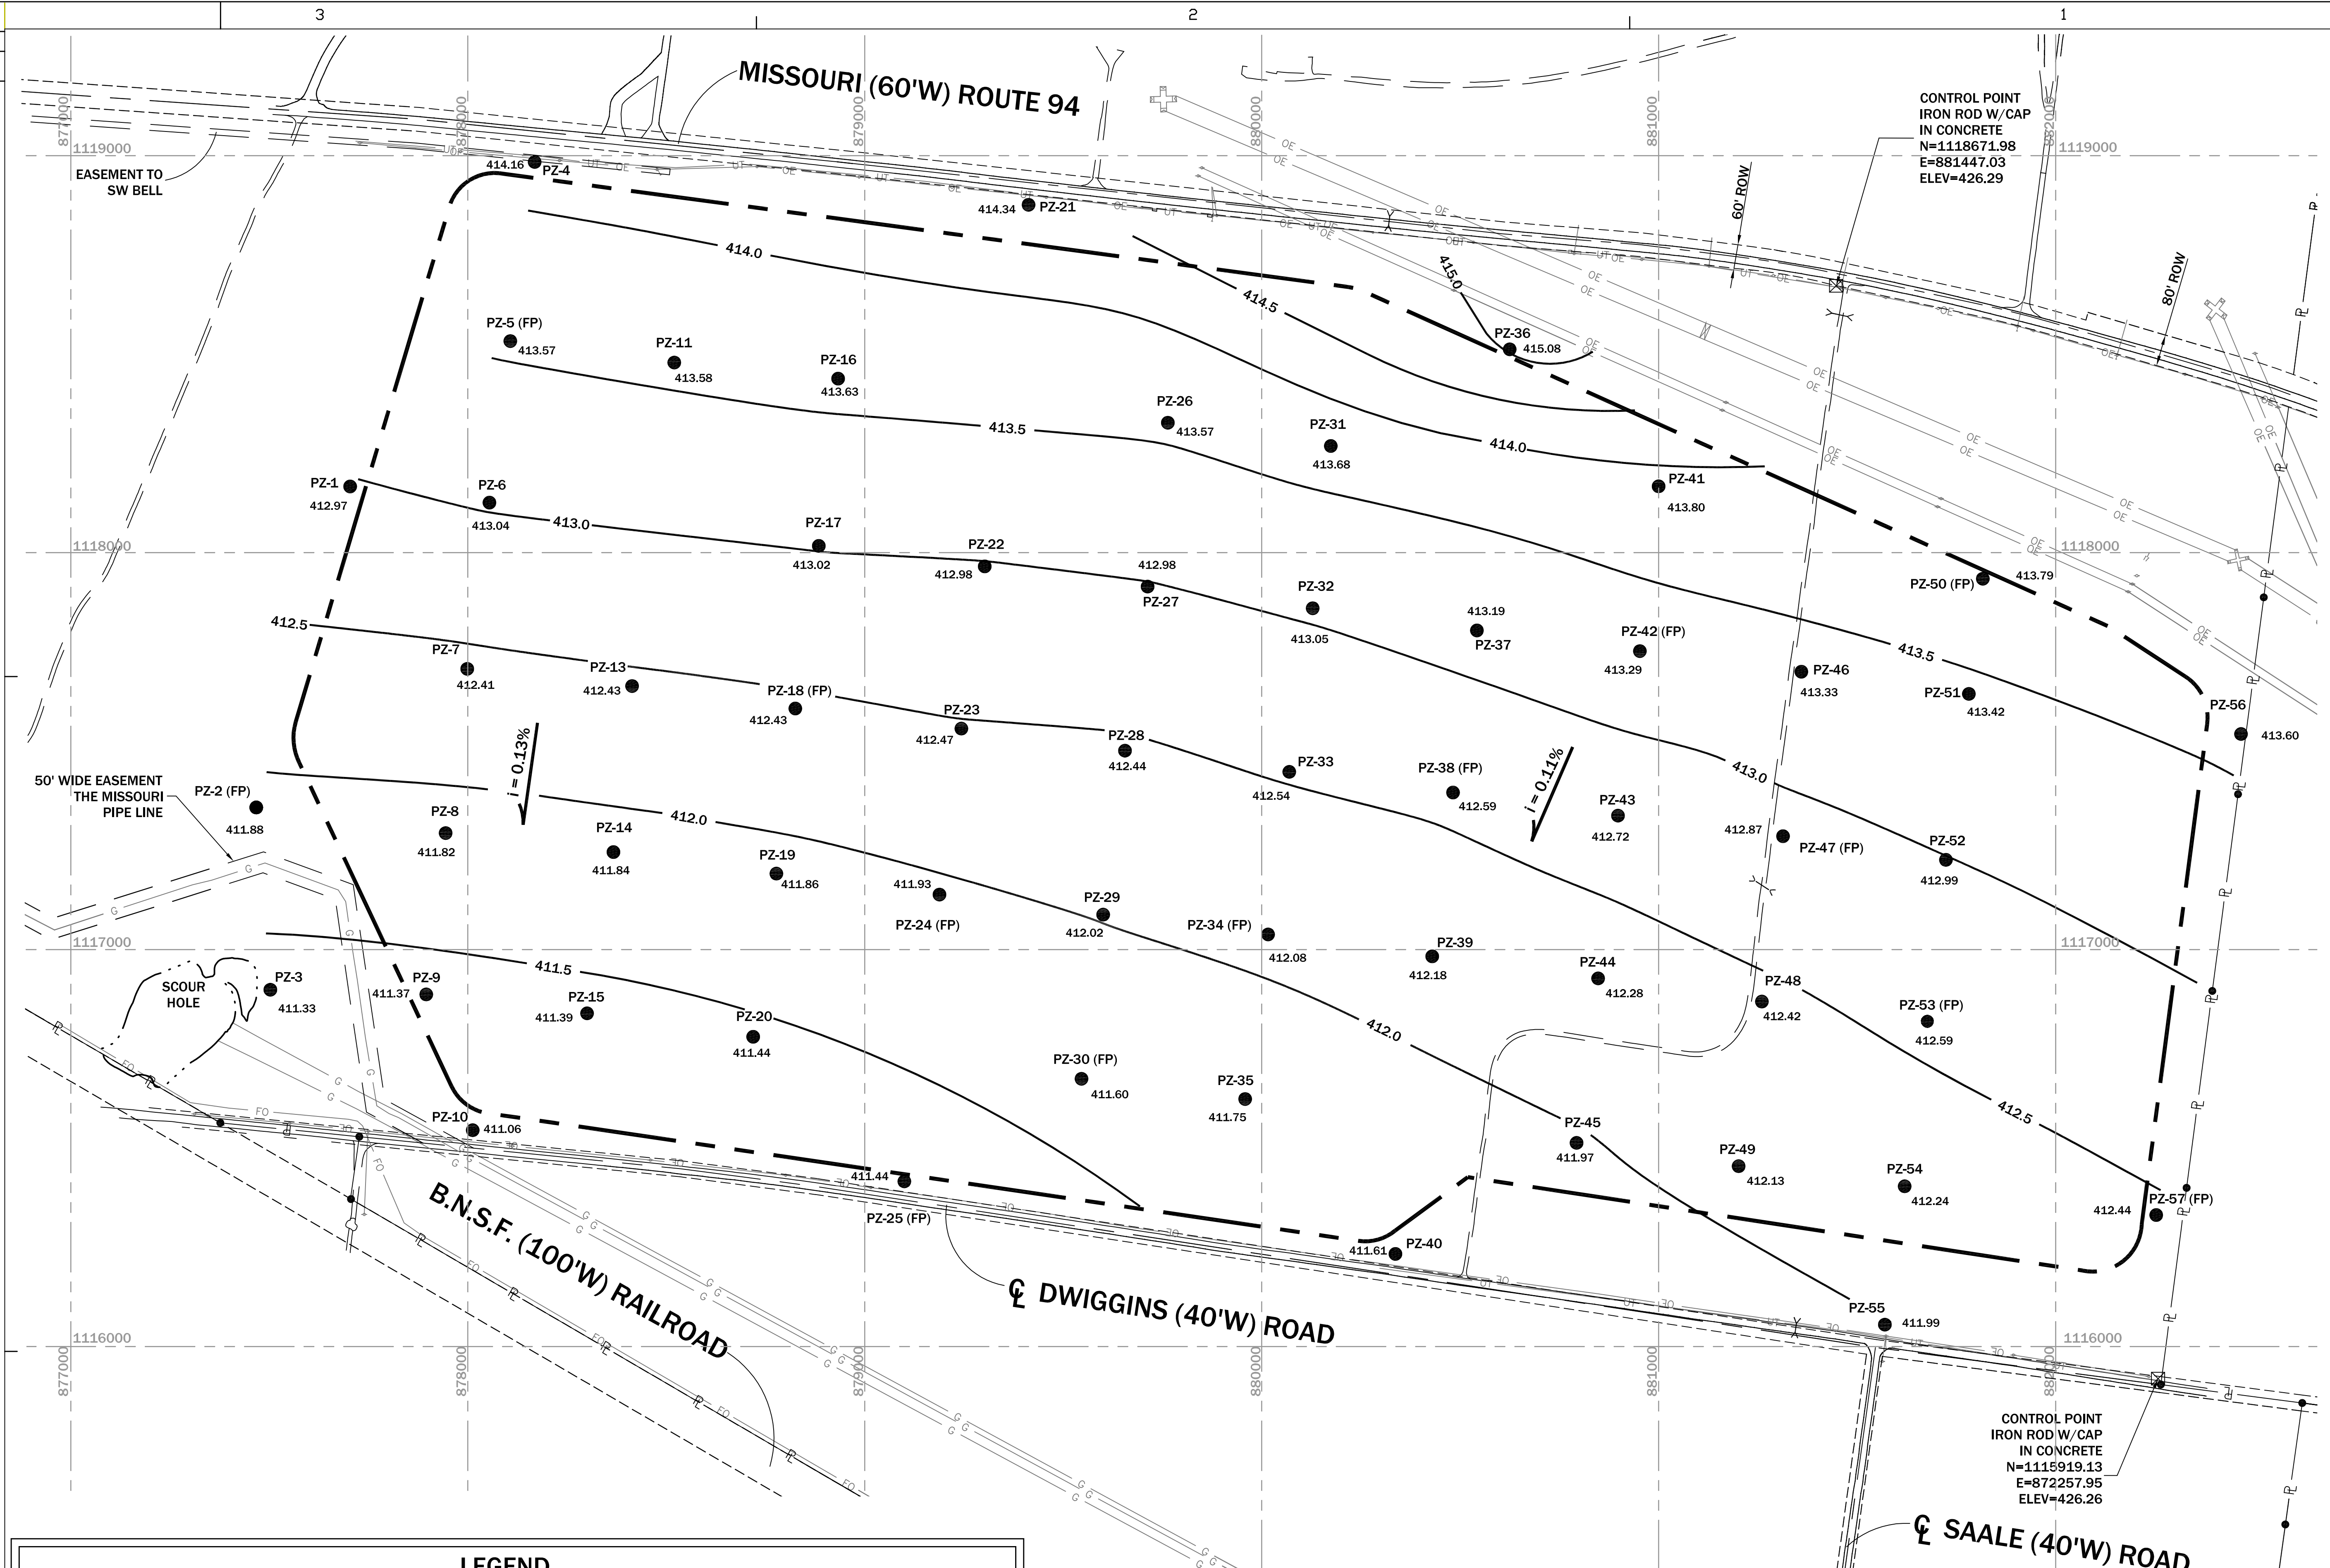 3
2
1
MISSOURI (60'W) ROUTE 94
877000
878000
879000
880000
881000
882000
CONTROL POINT
IRON ROD W/CAP
IN CONCRETE
N=1118671.98
E=881447.03
ELEV=426.29
1119000
1119000
EASEMENT TO
SW BELL
414.16
PZ-4
60' ROW
414.34
PZ-21
80' ROW
414.0
414.5
415.0
PZ-5 (FP)
413.57
PZ-11
413.58
PZ-16
413.63
PZ-36
415.08
PZ-26
413.57
413.5
PZ-31
413.68
414.0
PZ-1
412.97
PZ-6
413.04
413.0
PZ-41
413.80
PZ-17
413.02
1118000
1118000
PZ-22
412.98
412.98
PZ-27
PZ-50 (FP)
413.79
PZ-32
413.05
413.19
PZ-37
PZ-42 (FP)
413.29
412.5
PZ-7
412.41
PZ-13
412.43
PZ-18 (FP)
412.43
PZ-23
412.47
PZ-28
412.44
PZ-46
413.33
413.5
PZ-51
413.42
PZ-56
413.60
i = 0.13%
i = 0.11%
PZ-33
412.54
PZ-38 (FP)
412.59
413.0
50' WIDE EASEMENT
THE MISSOURI
PIPE LINE
PZ-2 (FP)
411.88
PZ-8
411.82
PZ-14
411.84
412.0
PZ-43
412.72
412.87
PZ-47 (FP)
PZ-52
412.99
PZ-19
411.86
411.93
PZ-24 (FP)
PZ-29
412.02
PZ-34 (FP)
412.08
1117000
1117000
PZ-39
412.18
PZ-44
412.28
411.5
SCOUR
HOLE
PZ-3
411.33
411.37
PZ-9
PZ-15
411.39
PZ-20
411.44
PZ-48
412.42
PZ-53 (FP)
412.59
412.0
PZ-30 (FP)
411.60
PZ-35
411.75
PZ-10
411.06
PZ-45
411.97
412.5
PZ-49
412.13
PZ-54
412.24
411.44
PZ-25 (FP)
412.44
PZ-57 (FP)
411.61
PZ-40
B.N.S.F. (100'W) RAILROAD
CL DWIGGINS (40'W) ROAD
PZ-55
411.99
1116000
1116000
877000
878000
879000
880000
881000
882000
CONTROL POINT
IRON ROD W/CAP
IN CONCRETE
N=1115919.13
E=872257.95
ELEV=426.26
CL SAALE (40'W) ROAD
LEGEND